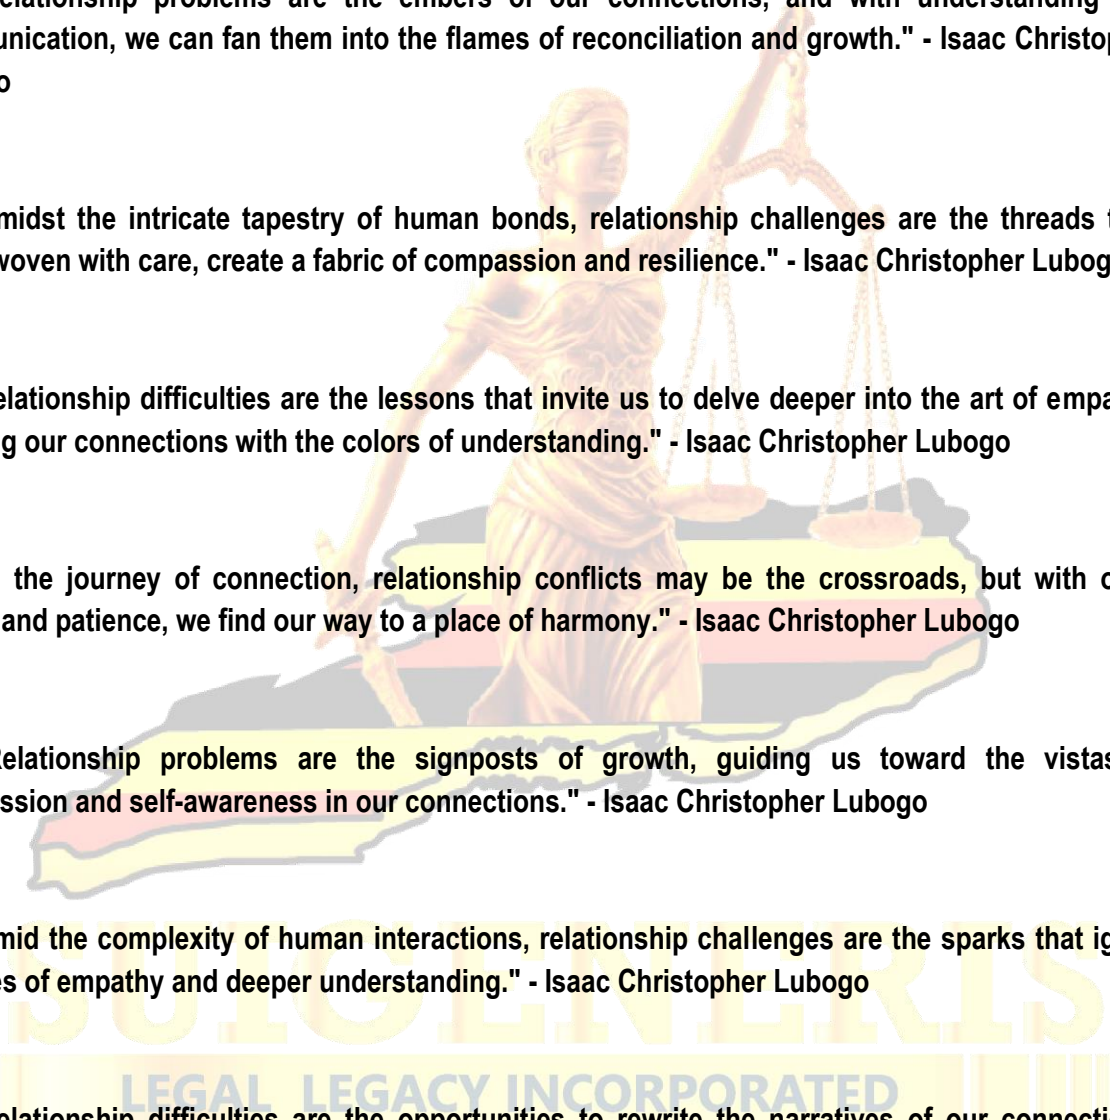 elationship problems are the embers of our connections, and with understanding
unication, we can fan them into the flames of reconciliation and growth." - Isaac Christop
o
midst the intricate tapestry of human bonds, relationship challenges are the threads t
woven with care, create a fabric of compassion and resilience." - Isaac Christopher Lubog
elationship difficulties are the lessons that invite us to delve deeper into the art of empa
ng our connections with the colors of understanding." - Isaac Christopher Lubogo
the journey of connection, relationship conflicts may be the crossroads, but with o
and patience, we find our way to a place of harmony." - Isaac Christopher Lubogo
Relationship problems are the signposts of growth, guiding us toward the vistas
ssion and self-awareness in our connections." - Isaac Christopher Lubogo
mid the complexity of human interactions, relationship challenges are the sparks that ig
es of empathy and deeper understanding." - Isaac Christopher Lubogo
SUIGENERIS
LEGAL LEGACY INCORPORATED
elationship difficulties are the opportunities to rewrite the narratives of our connecti